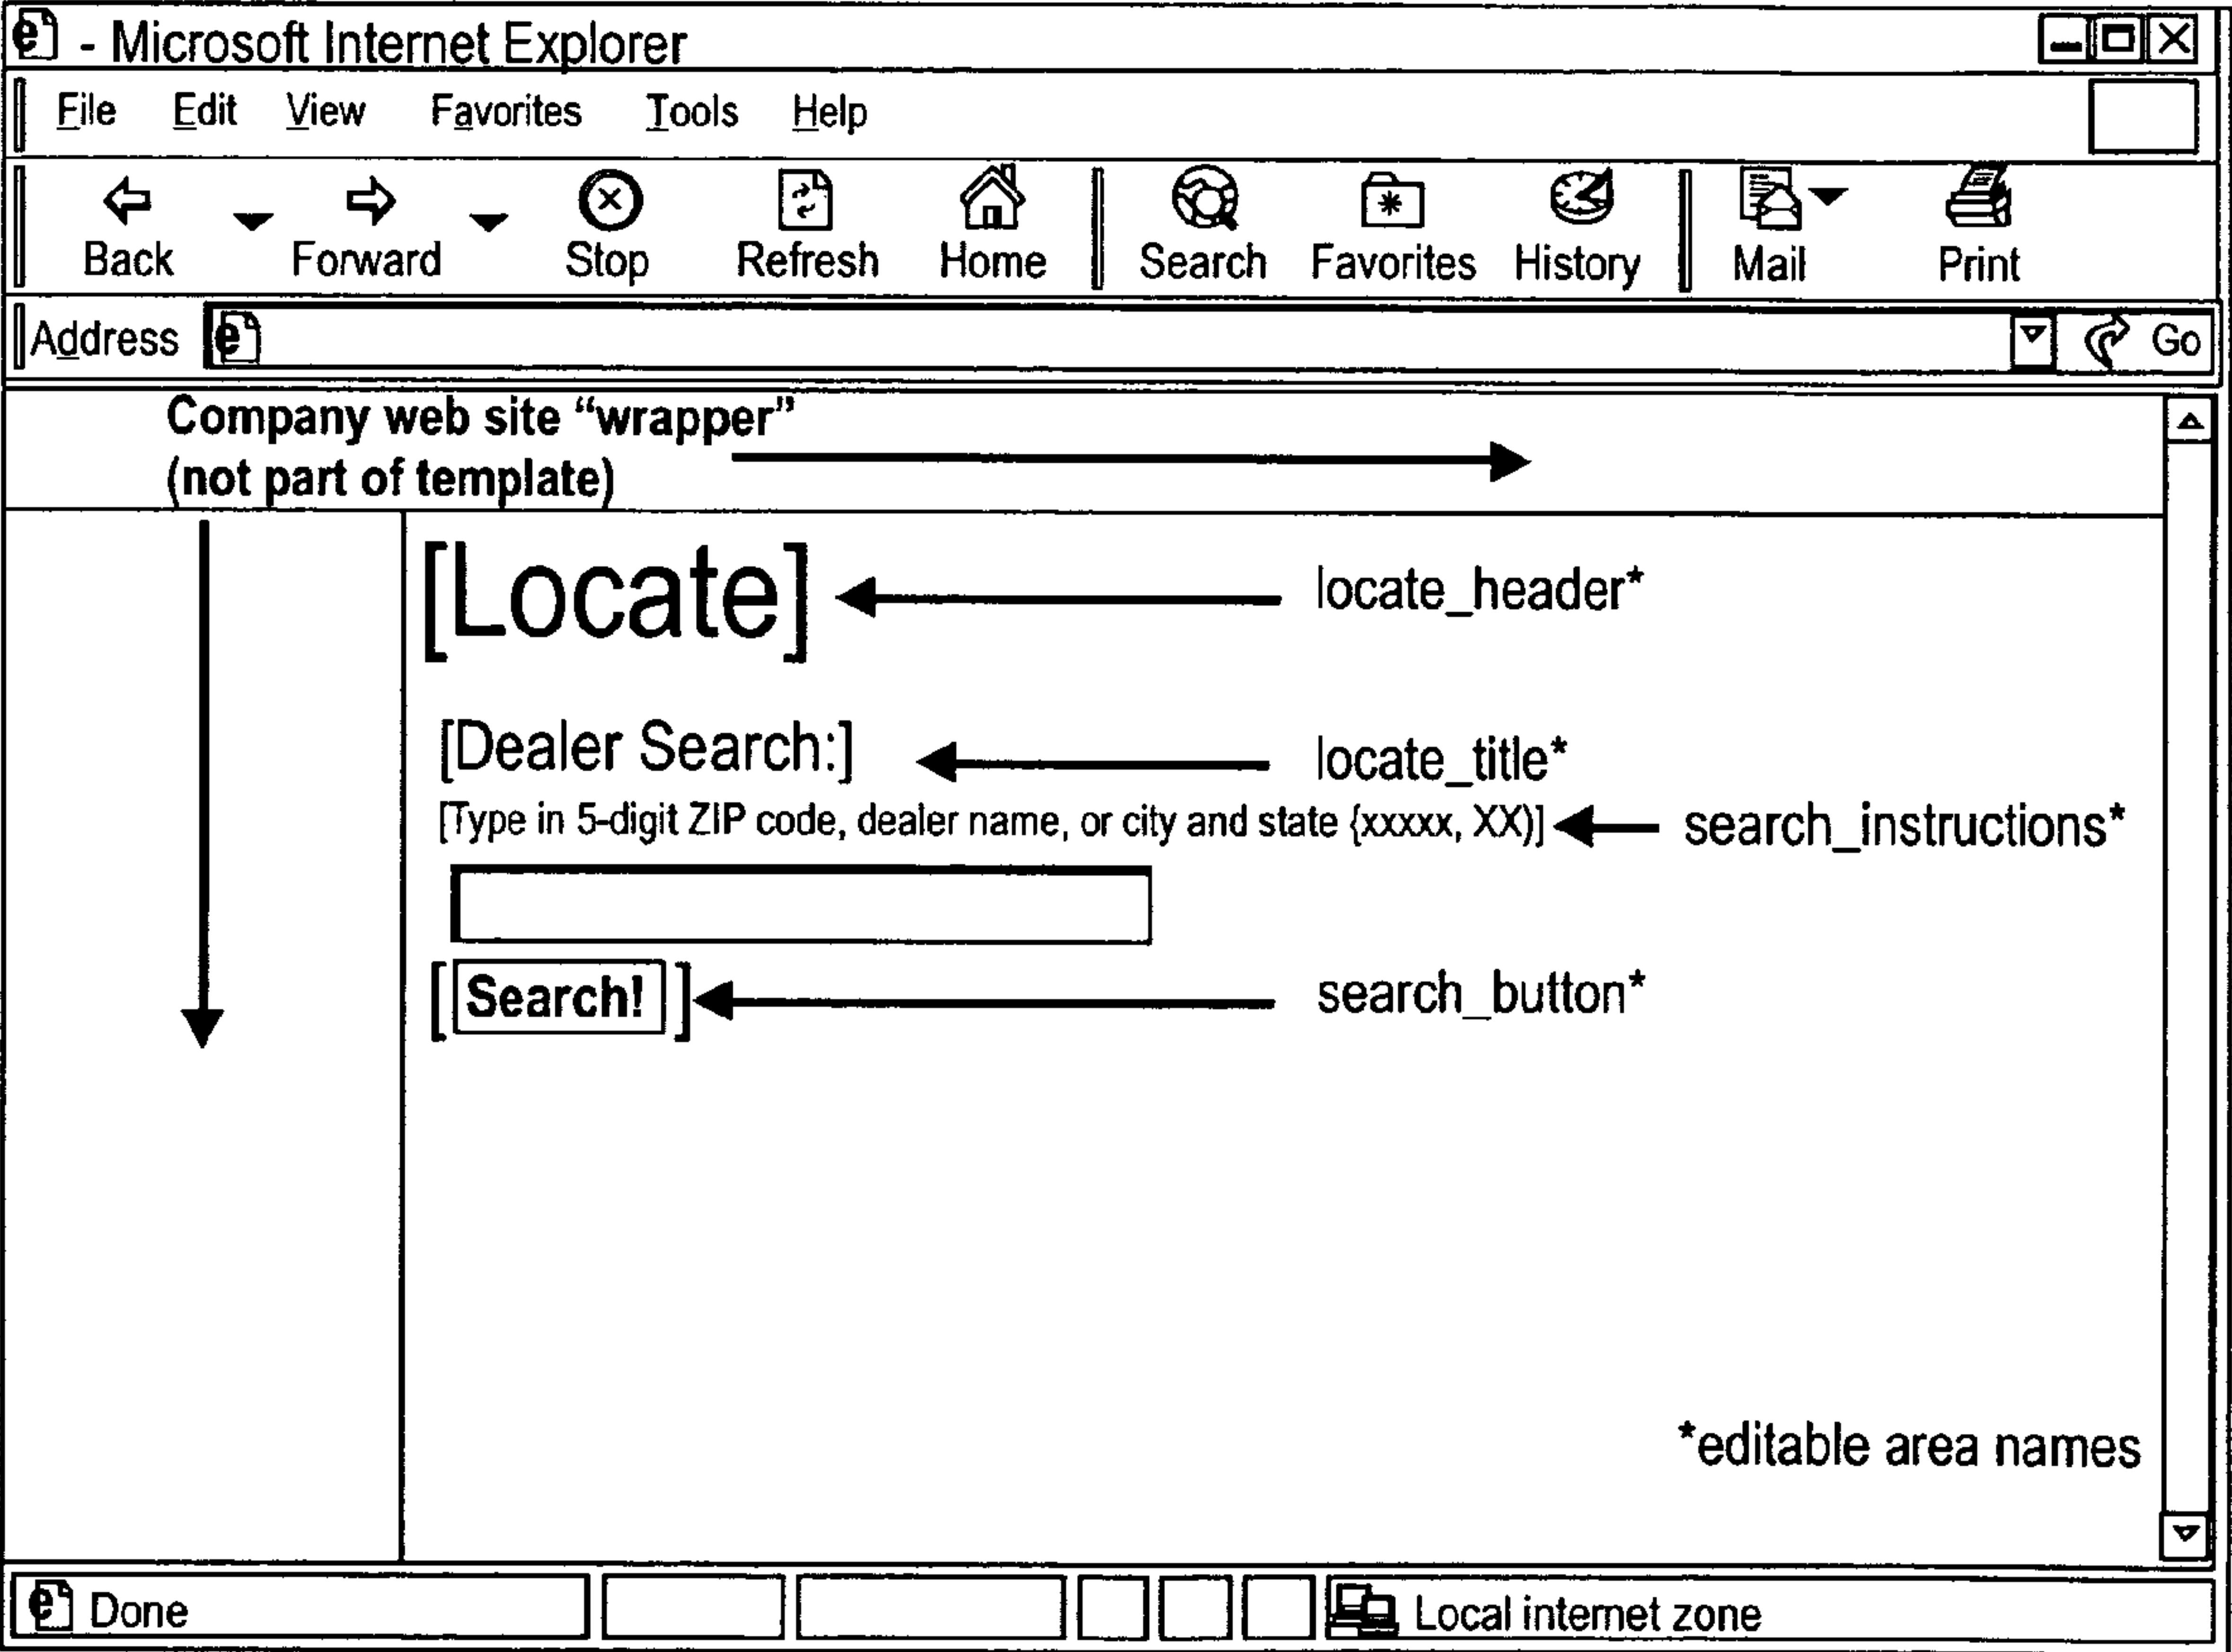 - Microsoft Internet Explorer
File Edit View Favorites Tools Help
Back Forward Stop Refresh Home Search Favorites History Mail Print
Address Go
Company web site “wrapper”
(not part of template)
[Locate] locate_header*
[Dealer Search:] locate_title*
[Type in 5-digit ZIP code, dealer name, or city and state {xxxxx, XX)] search_instructions*
[Search!] search_button*
*editable area names
Done Local internet zone